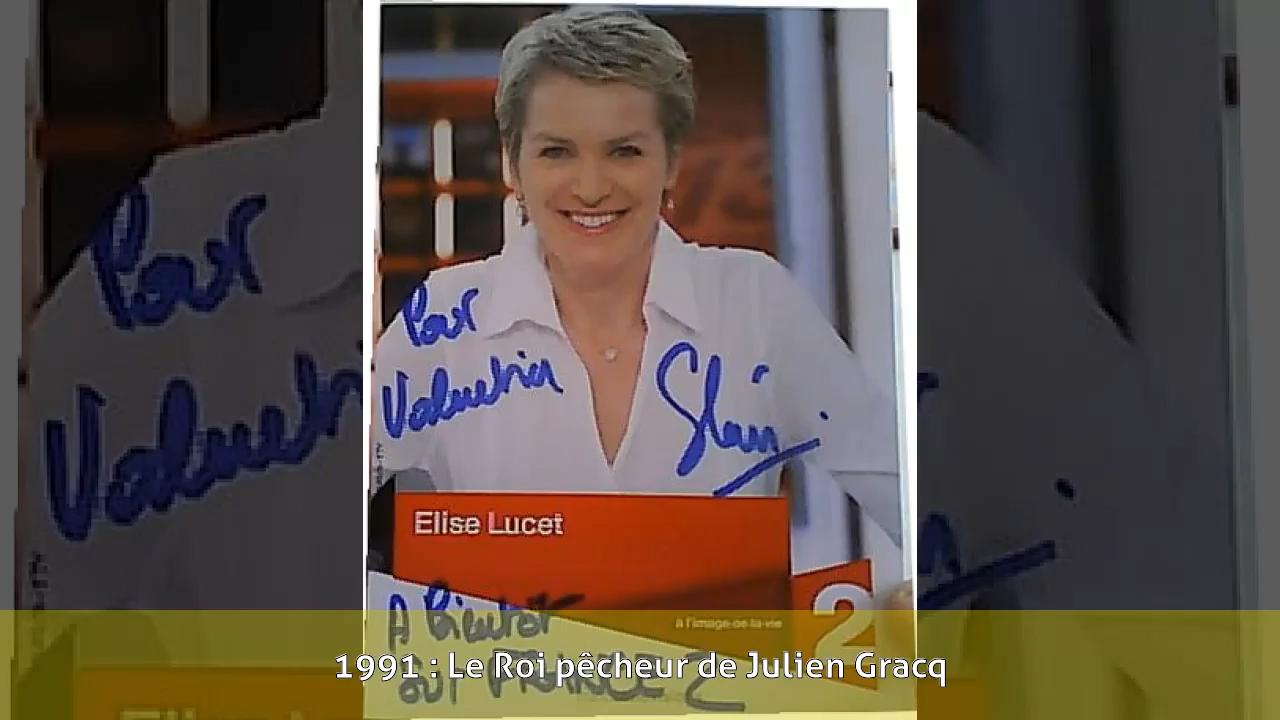 Pour
Valentin
Elise
Elise Lucet
à l'image de la vie
2
A bientôt
sur FRANCE 2
1991 : Le Roi pêcheur de Julien Gracq